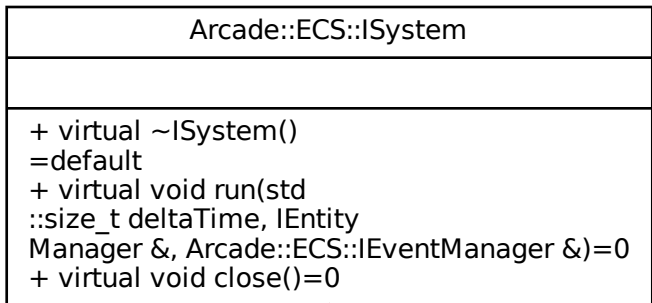 Arcade::ECS::ISystem
+ virtual ~ISystem()
=default
+ virtual void run(std
::size_t deltaTime, IEntity
Manager &, Arcade::ECS::IEventManager &)=0
+ virtual void close()=0